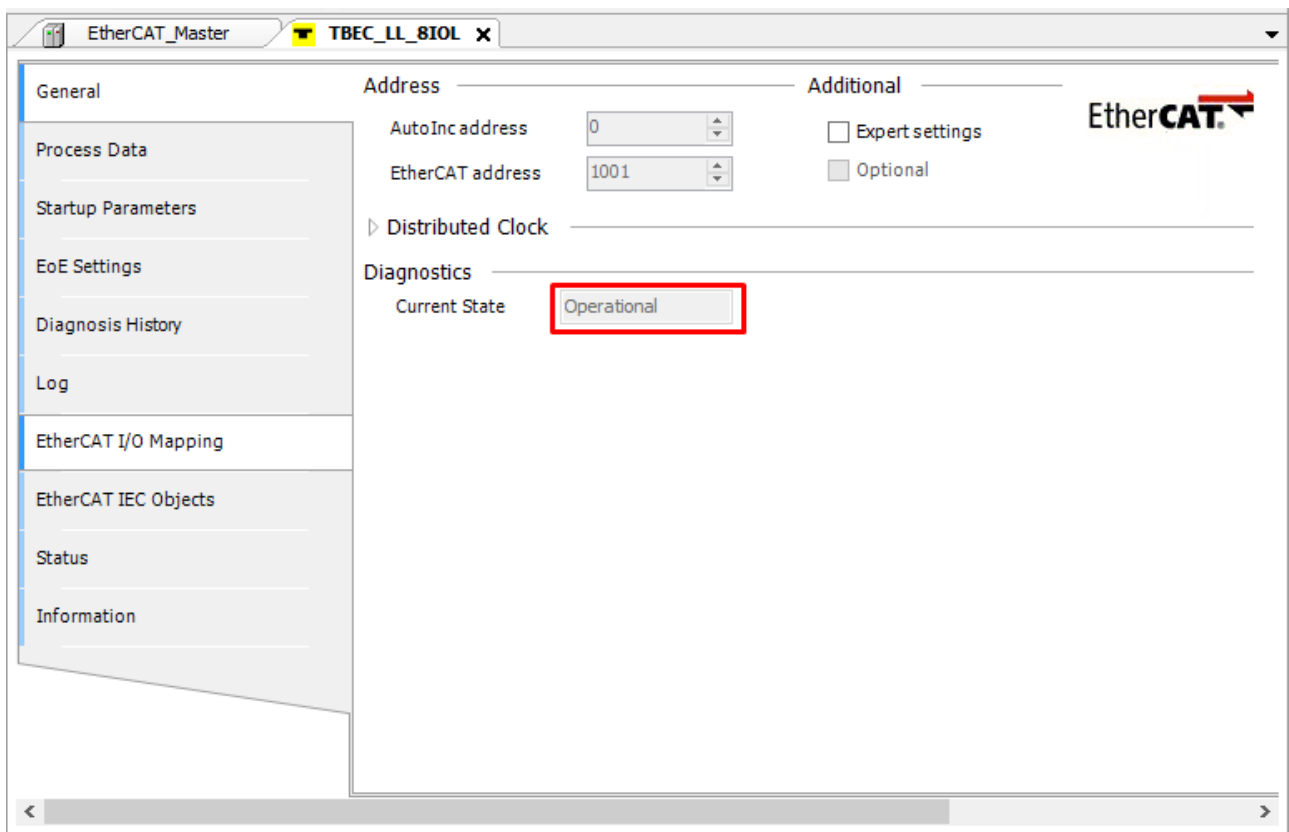 EtherCAT_Master
TBEC_LL_8IOL
General
Process Data
Startup Parameters
EoE Settings
Diagnosis History
Log
EtherCAT I/O Mapping
EtherCAT IEC Objects
Status
Information
Address
AutoInc address 0
EtherCAT address 1001
Additional
Expert settings
Optional
EtherCAT.
Distributed Clock
Diagnostics
Current State Operational